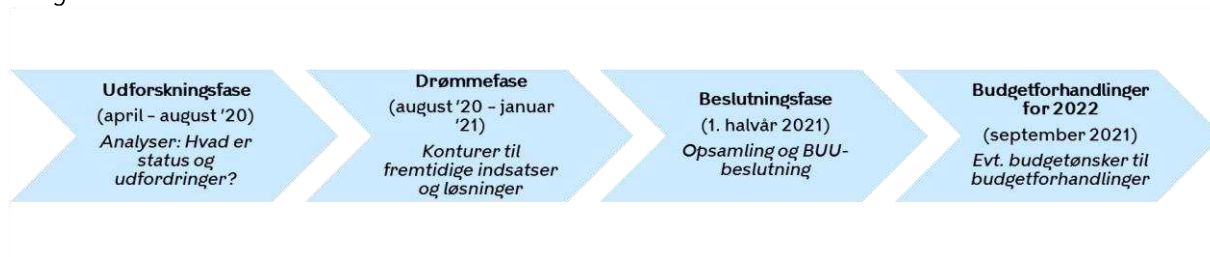 Udforskningsfase
(april - august '20)
Analyser: Hvad er
status og
udfordringer?
Drømmefase
(august '20 - januar
'21)
Konturer til
fremtidige indsatser
og løsninger
Beslutningsfase
(1. halvår 2021)
Opsamling og BUU-
beslutning
Budgetforhandlinger
for 2022
(september 2021)
Evt. budgetønsker til
budgetforhandlinger